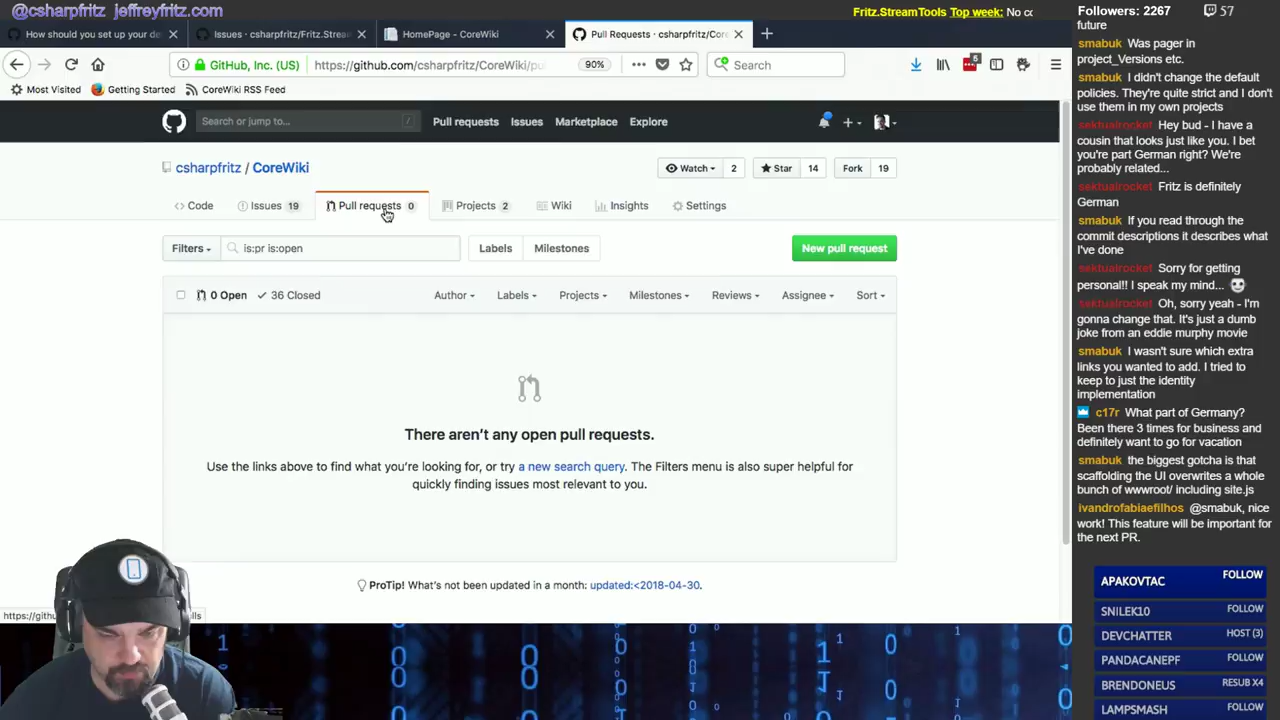 @csharpfritz jeffreyfritz.com
Fritz.StreamTools Top week: No cc
Followers: 2267
57
How should you set up your de
Issues · csharpfritz/Fritz.Stream
HomePage - CoreWiki
Pull Requests · csharpfritz/Core
GitHub, Inc. (US)
https://github.com/csharpfritz/CoreWiki/pu
90%
Search
6
Most Visited
Getting Started
CoreWiki RSS Feed
Search or jump to...
/
Pull requests
Issues
Marketplace
Explore
csharpfritz / CoreWiki
Watch 2
Star 14
Fork 19
Code
Issues 19
Pull requests 0
Projects 2
Wiki
Insights
Settings
Filters
is:pr is:open
Labels
Milestones
New pull request
0 Open
36 Closed
Author
Labels
Projects
Milestones
Reviews
Assignee
Sort
There aren't any open pull requests.
Use the links above to find what you're looking for, or try a new search query. The Filters menu is also super helpful for
quickly finding issues most relevant to you.
ProTip! What's not been updated in a month: updated:<2018-04-30.
future
smabuk Was pager in
project_Versions etc.
smabuk I didn't change the default
policies. They're quite strict and I don't
use them in my own projects
sektualrocket Hey bud - I have a
cousin that looks just like you. I bet
you're part German right? We're
probably related...
sektualrocket Fritz is definitely
German
smabuk If you read through the
commit descriptions it describes what
I've done
sektualrocket Sorry for getting
personal!! I speak my mind...
sektualrocket Oh, sorry yeah - I'm
gonna change that. It's just a dumb
joke from an eddie murphy movie
smabuk I wasn't sure which extra
links you wanted to add. I tried to
keep to just the identity
implementation
c17r What part of Germany?
Been there 3 times for business and
definitely want to go for vacation
smabuk the biggest gotcha is that
scaffolding the UI overwrites a whole
bunch of wwwroot/ including site.js
ivandrofabiaefilhos @smabuk, nice
work! This feature will be important for
the next PR.
APAKOVTAC FOLLOW
SNILEK10 FOLLOW
DEVCHATTER HOST (3)
PANDACANEPF FOLLOW
BRENDONEUS RESUB X4
LAMPSMASH FOLLOW